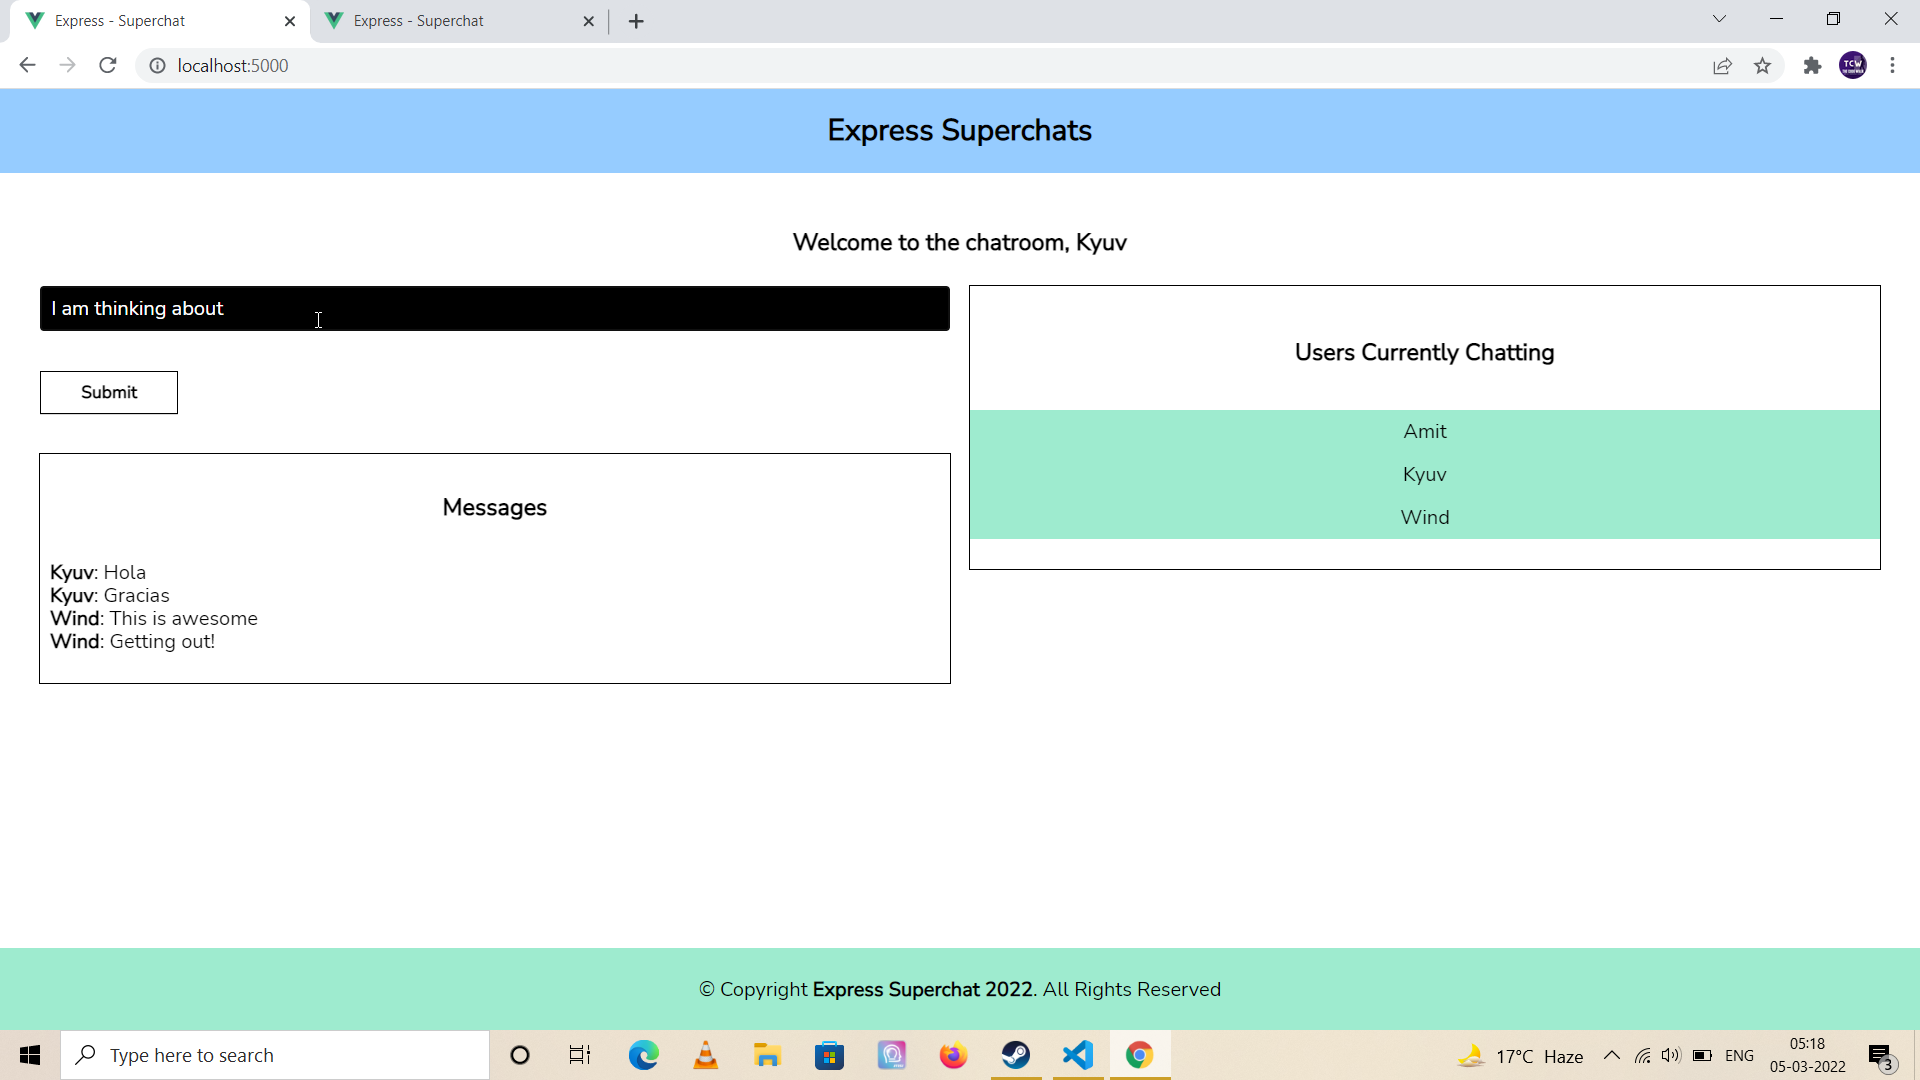 Express - Superchat
Express - Superchat
localhost:5000
TCW
Express Superchats
Welcome to the chatroom, Kyuv
I am thinking about
Submit
Users Currently Chatting
Amit
Kyuv
Wind
Messages
Kyuv: Hola
Kyuv: Gracias
Wind: This is awesome
Wind: Getting out!
© Copyright Express Superchat 2022. All Rights Reserved
Type here to search
17°C Haze
ENG
05:18
05-03-2022
3